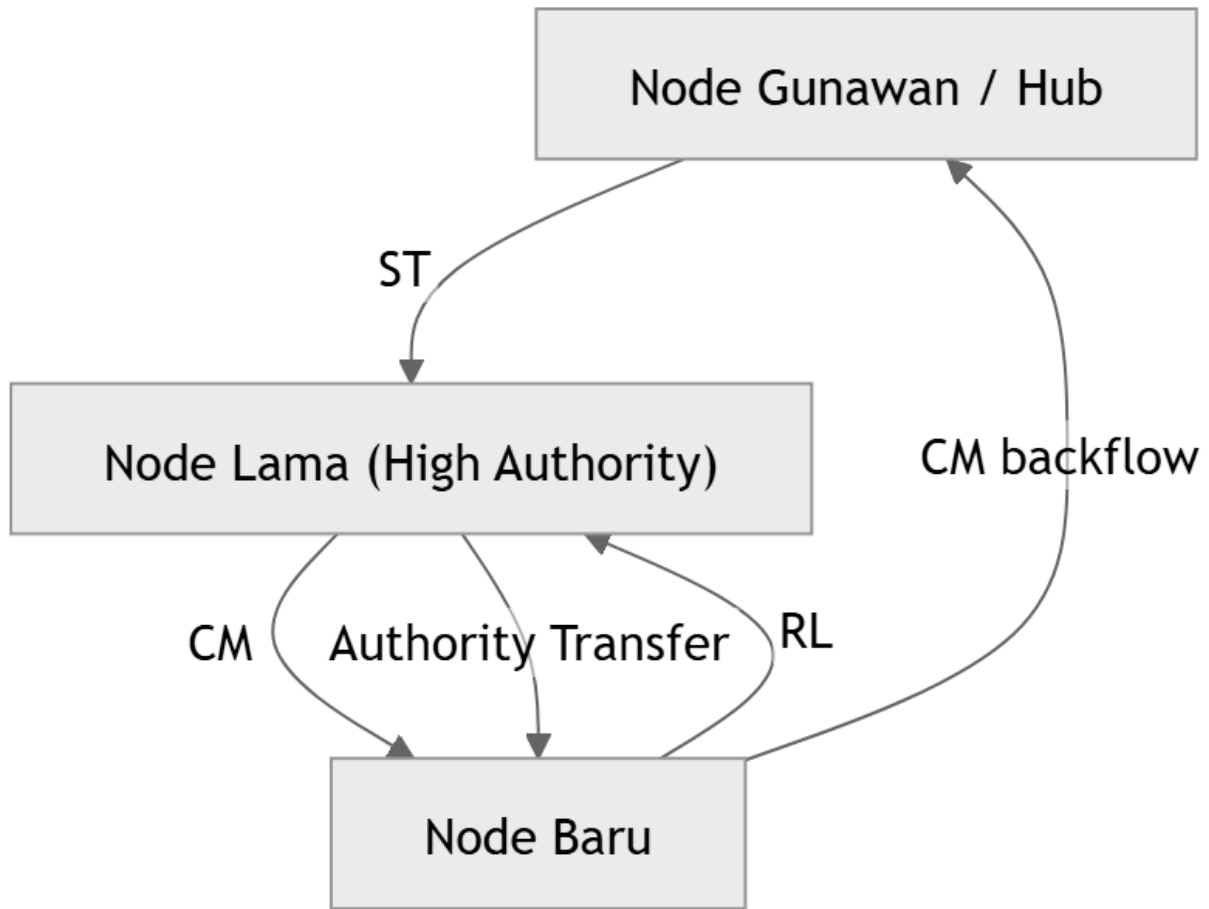 Node Gunawan / Hub
ST
Node Lama (High Authority)
CM backflow
CM
Authority Transfer
RL
Node Baru